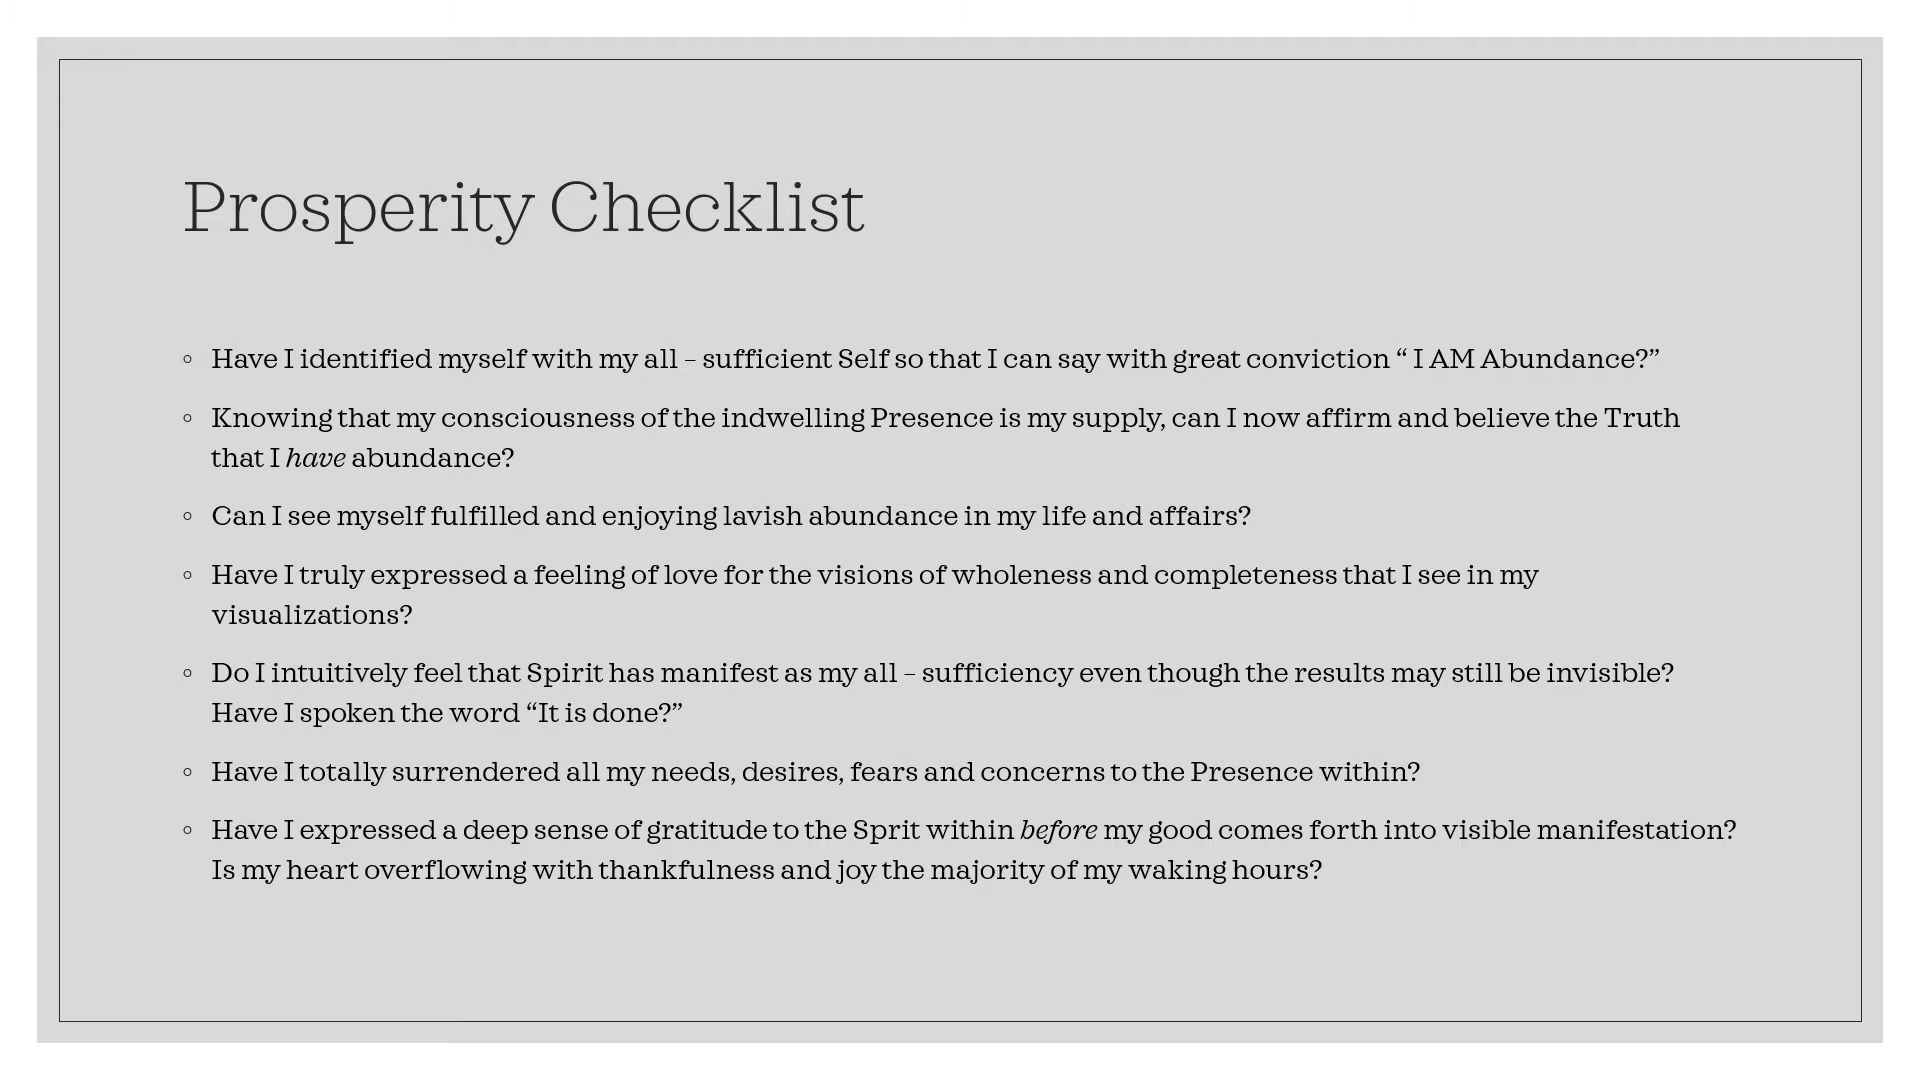 Prosperity Checklist
◦ Have I identified myself with my all – sufficient Self so that I can say with great conviction “ I AM Abundance?”
◦ Knowing that my consciousness of the indwelling Presence is my supply, can I now affirm and believe the Truth
that I have abundance?
◦ Can I see myself fulfilled and enjoying lavish abundance in my life and affairs?
◦ Have I truly expressed a feeling of love for the visions of wholeness and completeness that I see in my
visualizations?
◦ Do I intuitively feel that Spirit has manifest as my all – sufficiency even though the results may still be invisible?
Have I spoken the word “It is done?”
◦ Have I totally surrendered all my needs, desires, fears and concerns to the Presence within?
◦ Have I expressed a deep sense of gratitude to the Sprit within before my good comes forth into visible manifestation?
Is my heart overflowing with thankfulness and joy the majority of my waking hours?